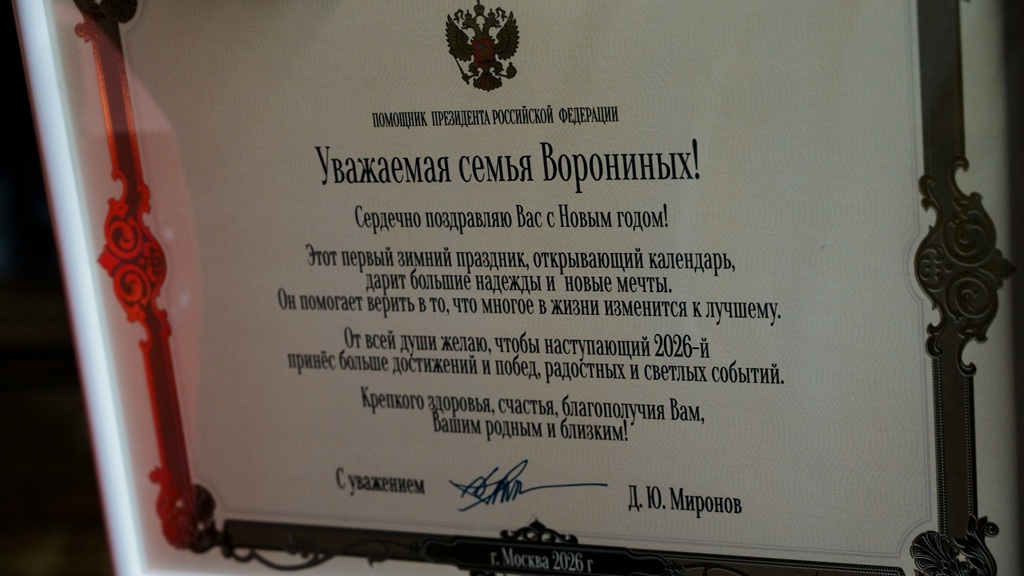 ПОМОЩНИК ПРЕЗИДЕНТА РОССИЙСКОЙ ФЕДЕРАЦИИ
Уважаемая семья Ворониных!
Сердечно поздравляю Вас с Новым годом!
Этот первый зимний праздник, открывающий календарь,
дарит большие надежды и новые мечты.
Он помогает верить в то, что многое в жизни изменится к лучшему.
От всей души желаю, чтобы наступающий 2026-й
принёс больше достижений и побед, радостных и светлых событий.
Крепкого здоровья, счастья, благополучия Вам,
Вашим родным и близким!
С уважением Д. Ю. Миронов
г. Москва 2026 г